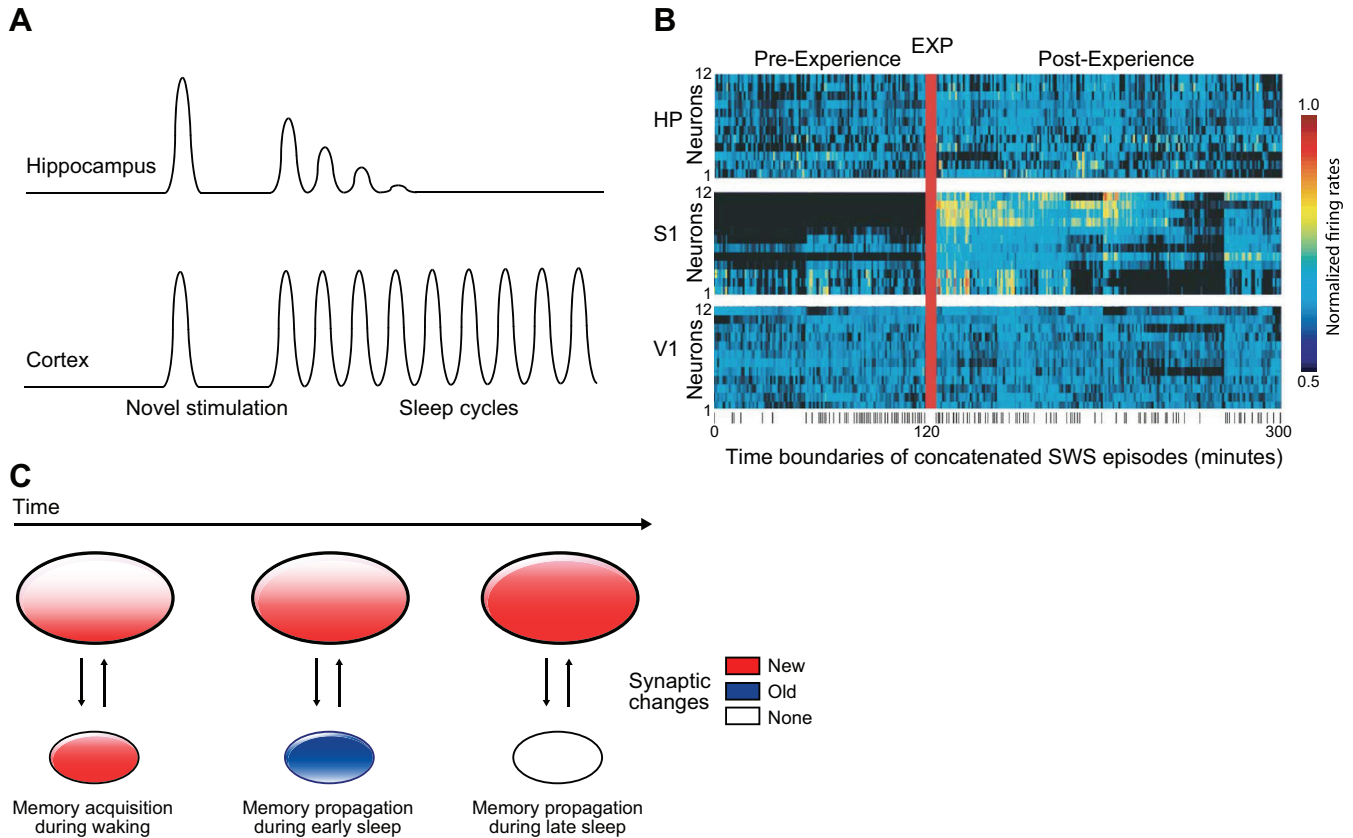 A
Hippocampus
Cortex
Novel stimulation
Sleep cycles
B
EXP
Pre-Experience
Post-Experience
HP
Neurons
12
1
S1
Neurons
12
1
V1
Neurons
12
1
0
120
300
Time boundaries of concatenated SWS episodes (minutes)
1.0
Normalized firing rates
0.5
C
Time
Synaptic
changes
New
Old
None
Memory acquisition
during waking
Memory propagation
during early sleep
Memory propagation
during late sleep